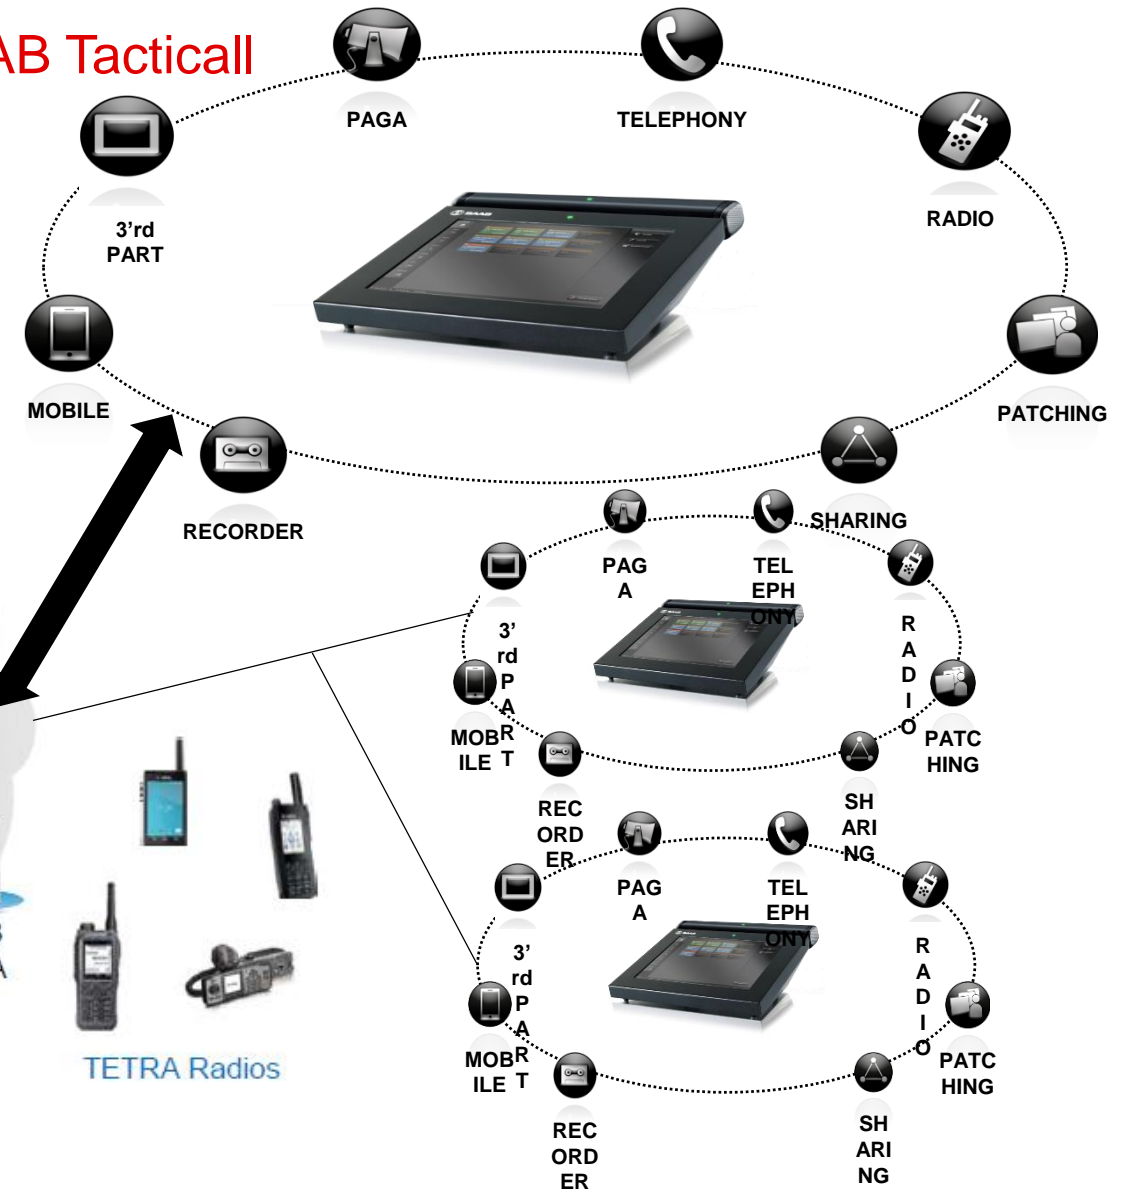 AB Tacticall
PAGA
TELEPHONY
3’rd
PART
RADIO
SAAB
MOBILE
PATCHING
RECORDER
SHARING
PAG
A
TEL
EPH
ONY
3’
rd
P
A
R
T
R
A
D
I
O
MOB
ILE
PATC
HING
REC
ORD
ER
SH
ARI
NG
PAG
A
TEL
EPH
ONY
3’
rd
P
A
R
T
R
A
D
I
O
MOB
ILE
PATC
HING
REC
ORD
ER
SH
ARI
NG
TETRA Radios